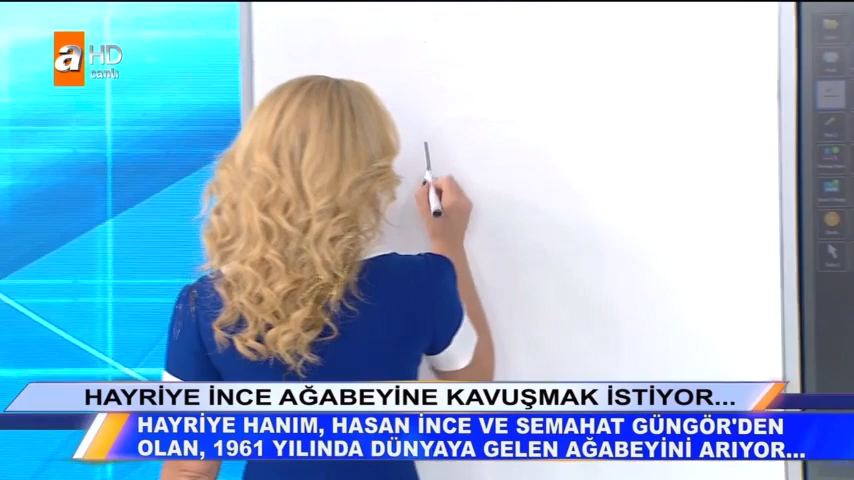 a HD
canlı
HAYRİYE İNCE AĞABEYİNE KAVUŞMAK İSTİYOR...
HAYRİYE HANIM, HASAN İNCE VE SEMAHAT GÜNGÖR'DEN
OLAN, 1961 YILINDA DÜNYAYA GELEN AĞABEYİNİ ARIYOR...